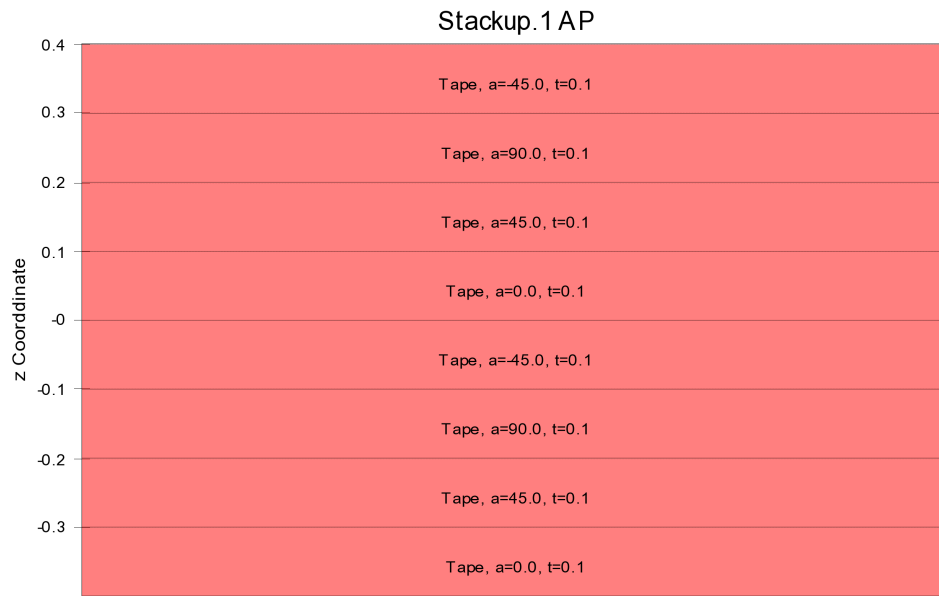 Stackup.1 AP
0.4
Tape, a=-45.0, t=0.1
0.3
Tape, a=90.0, t=0.1
0.2
Tape, a=45.0, t=0.1
0.1
Tape, a=0.0, t=0.1
-0
Tape, a=-45.0, t=0.1
-0.1
Tape, a=90.0, t=0.1
-0.2
Tape, a=45.0, t=0.1
-0.3
Tape, a=0.0, t=0.1
z Coorddinate